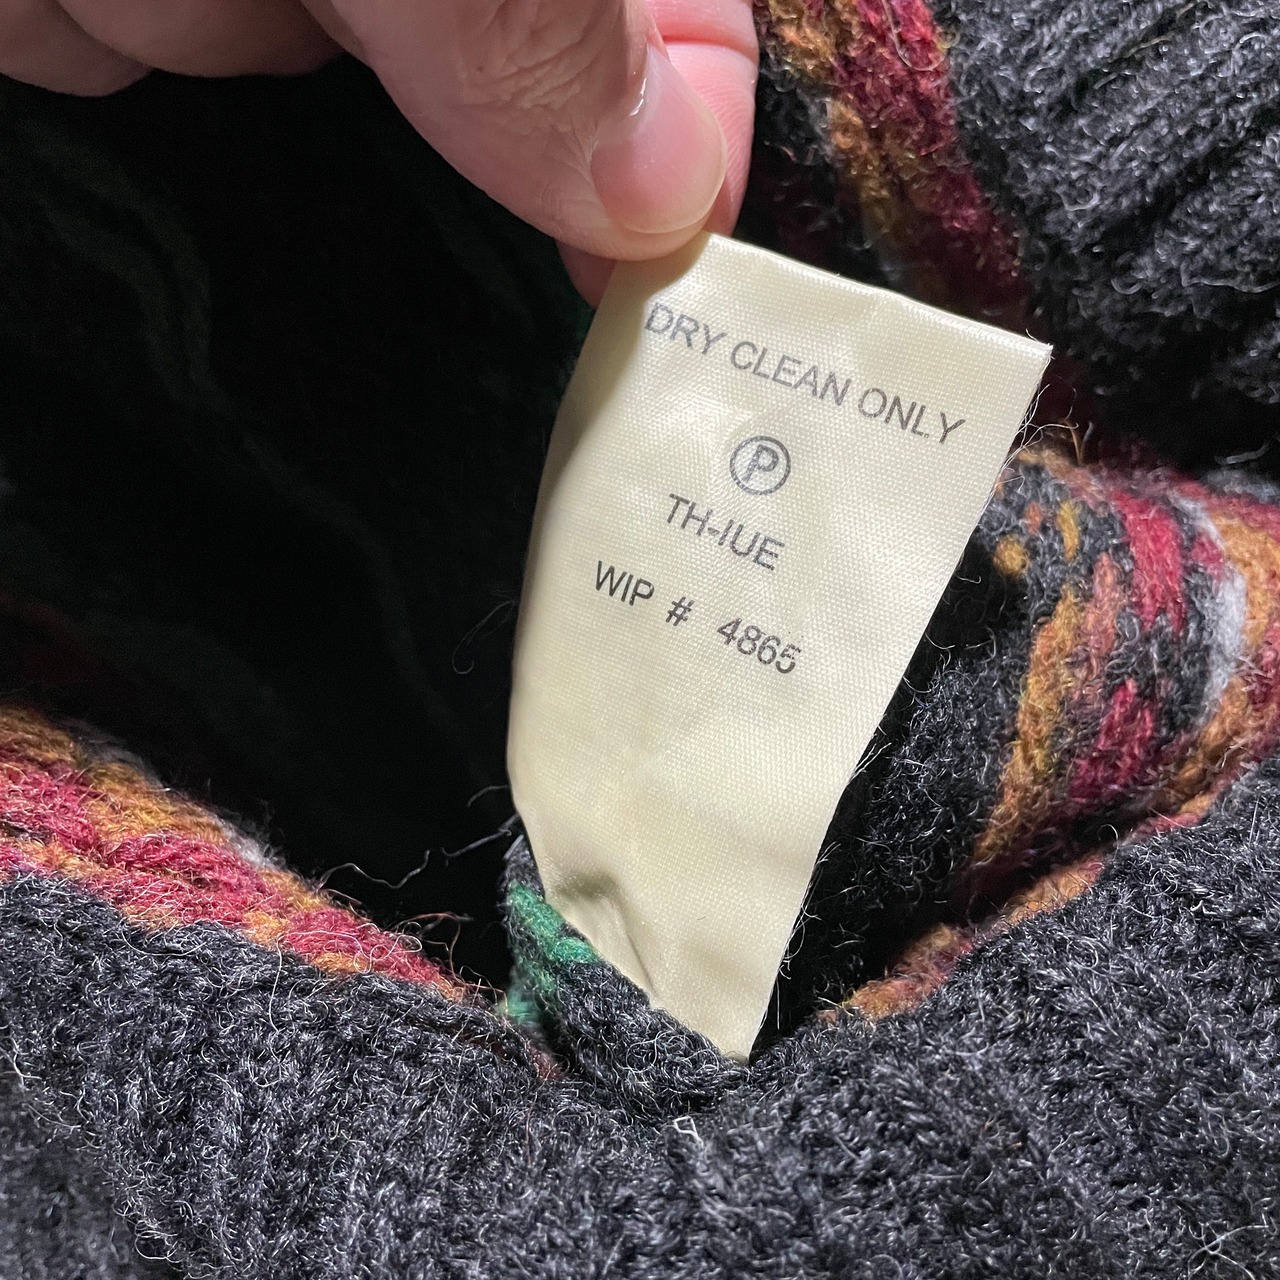 DRY CLEAN ONLY
P
TH-IUE
WIP # 4865